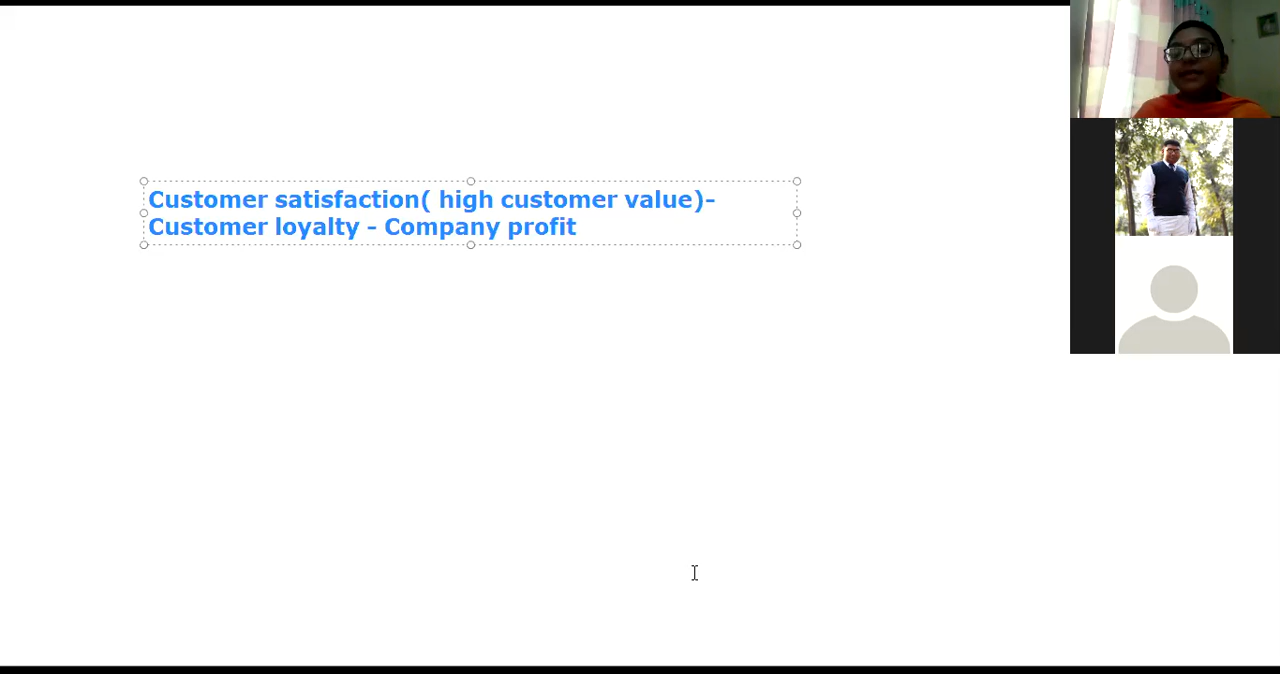 Customer satisfaction( high customer value)-
Customer loyalty - Company profit